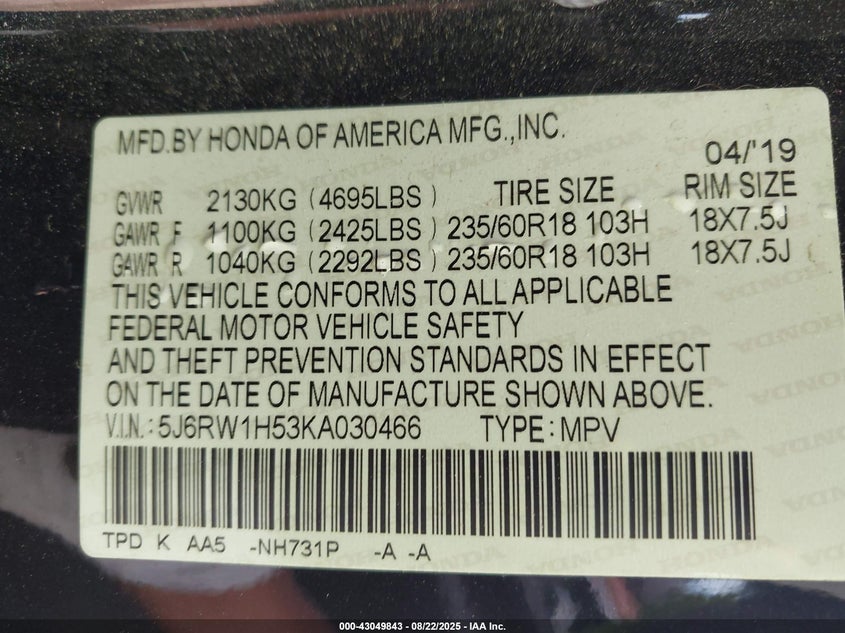 MFD.BY HONDA OF AMERICA MFG.,INC.
04/'19
GVWR 2130KG (4695LBS) TIRE SIZE RIM SIZE
GAWR F 1100KG (2425LBS) 235/60R18 103H 18X7.5J
GAWR R 1040KG (2292LBS) 235/60R18 103H 18X7.5J
THIS VEHICLE CONFORMS TO ALL APPLICABLE
FEDERAL MOTOR VEHICLE SAFETY
AND THEFT PREVENTION STANDARDS IN EFFECT
ON THE DATE OF MANUFACTURE SHOWN ABOVE.
V.I.N.: 5J6RW1H53KA030466 TYPE: MPV
TPD K AA5 -NH731P -A -A
000-43049843 - 08/22/2025 - IAA Inc.